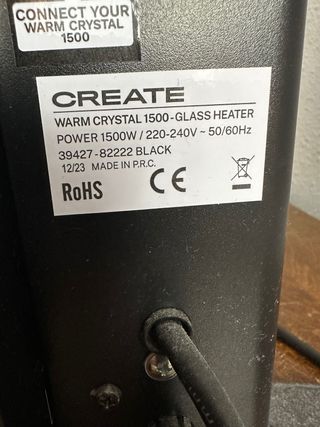 CONNECT YOUR
WARM CRYSTAL
1500
CREATE
WARM CRYSTAL 1500-GLASS HEATER
POWER 1500W / 220-240V ~ 50/60Hz
39427-82222 BLACK
12/23 MADE IN P.R.C.
RoHS CE